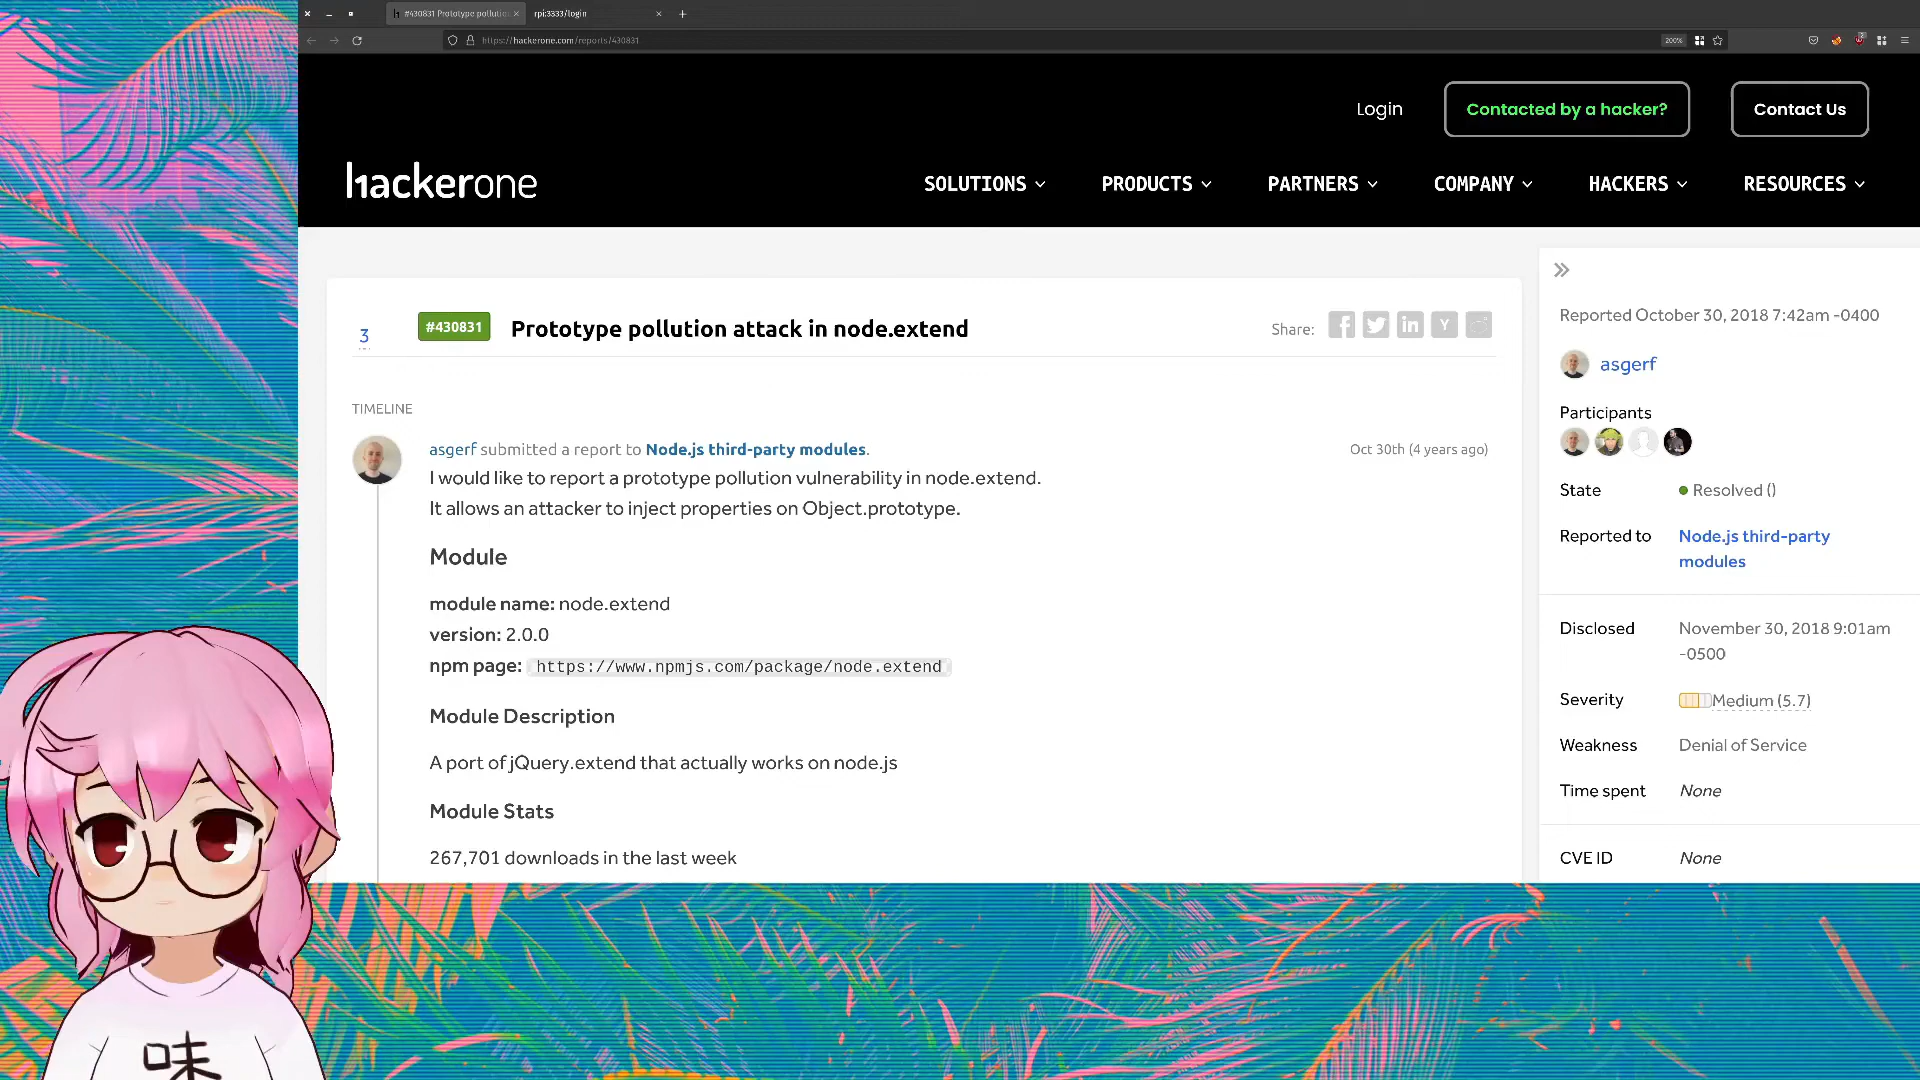 #430831 Prototype pollutio
rpi:3333/login
https://hackerone.com/reports/430831
200%
Login
Contacted by a hacker?
Contact Us
hackerone
SOLUTIONS
PRODUCTS
PARTNERS
COMPANY
HACKERS
RESOURCES
3
#430831
Prototype pollution attack in node.extend
Share:
TIMELINE
asgerf submitted a report to Node.js third-party modules.
Oct 30th (4 years ago)
I would like to report a prototype pollution vulnerability in node.extend.
It allows an attacker to inject properties on Object.prototype.
Module
module name: node.extend
version: 2.0.0
npm page: https://www.npmjs.com/package/node.extend
Module Description
A port of jQuery.extend that actually works on node.js
Module Stats
267,701 downloads in the last week
Reported October 30, 2018 7:42am -0400
asgerf
Participants
State
Resolved ()
Reported to
Node.js third-party
modules
Disclosed
November 30, 2018 9:01am
-0500
Severity
Medium (5.7)
Weakness
Denial of Service
Time spent
None
CVE ID
None
味